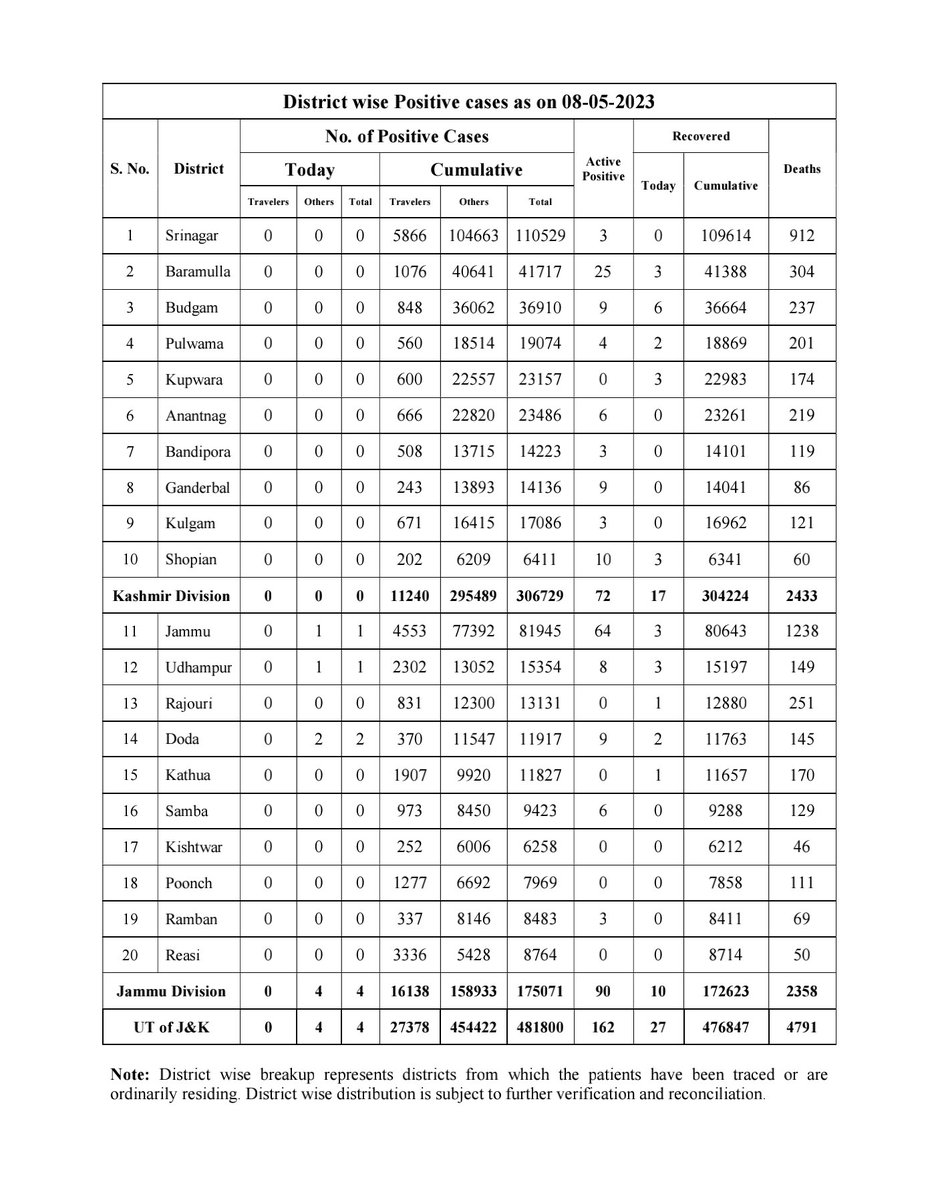 District wise Positive cases as on 08-05-2023
S. No. District No. of Positive Cases Active Positive Recovered Deaths
Today Cumulative Today Cumulative
Travelers Others Total Travelers Others Total
1 Srinagar 0 0 0 5866 104663 110529 3 0 109614 912
2 Baramulla 0 0 0 1076 40641 41717 25 3 41388 304
3 Budgam 0 0 0 848 36062 36910 9 6 36664 237
4 Pulwama 0 0 0 560 18514 19074 4 2 18869 201
5 Kupwara 0 0 0 600 22557 23157 0 3 22983 174
6 Anantnag 0 0 0 666 22820 23486 6 0 23261 219
7 Bandipora 0 0 0 508 13715 14223 3 0 14101 119
8 Ganderbal 0 0 0 243 13893 14136 9 0 14041 86
9 Kulgam 0 0 0 671 16415 17086 3 0 16962 121
10 Shopian 0 0 0 202 6209 6411 10 3 6341 60
Kashmir Division 0 0 0 11240 295489 306729 72 17 304224 2433
11 Jammu 0 1 1 4553 77392 81945 64 3 80643 1238
12 Udhampur 0 1 1 2302 13052 15354 8 3 15197 149
13 Rajouri 0 0 0 831 12300 13131 0 1 12880 251
14 Doda 0 2 2 370 11547 11917 9 2 11763 145
15 Kathua 0 0 0 1907 9920 11827 0 1 11657 170
16 Samba 0 0 0 973 8450 9423 6 0 9288 129
17 Kishtwar 0 0 0 252 6006 6258 0 0 6212 46
18 Poonch 0 0 0 1277 6692 7969 0 0 7858 111
19 Ramban 0 0 0 337 8146 8483 3 0 8411 69
20 Reasi 0 0 0 3336 5428 8764 0 0 8714 50
Jammu Division 0 4 4 16138 158933 175071 90 10 172623 2358
UT of J&K 0 4 4 27378 454422 481800 162 27 476847 4791
Note: District wise breakup represents districts from which the patients have been traced or are
ordinarily residing. District wise distribution is subject to further verification and reconciliation.